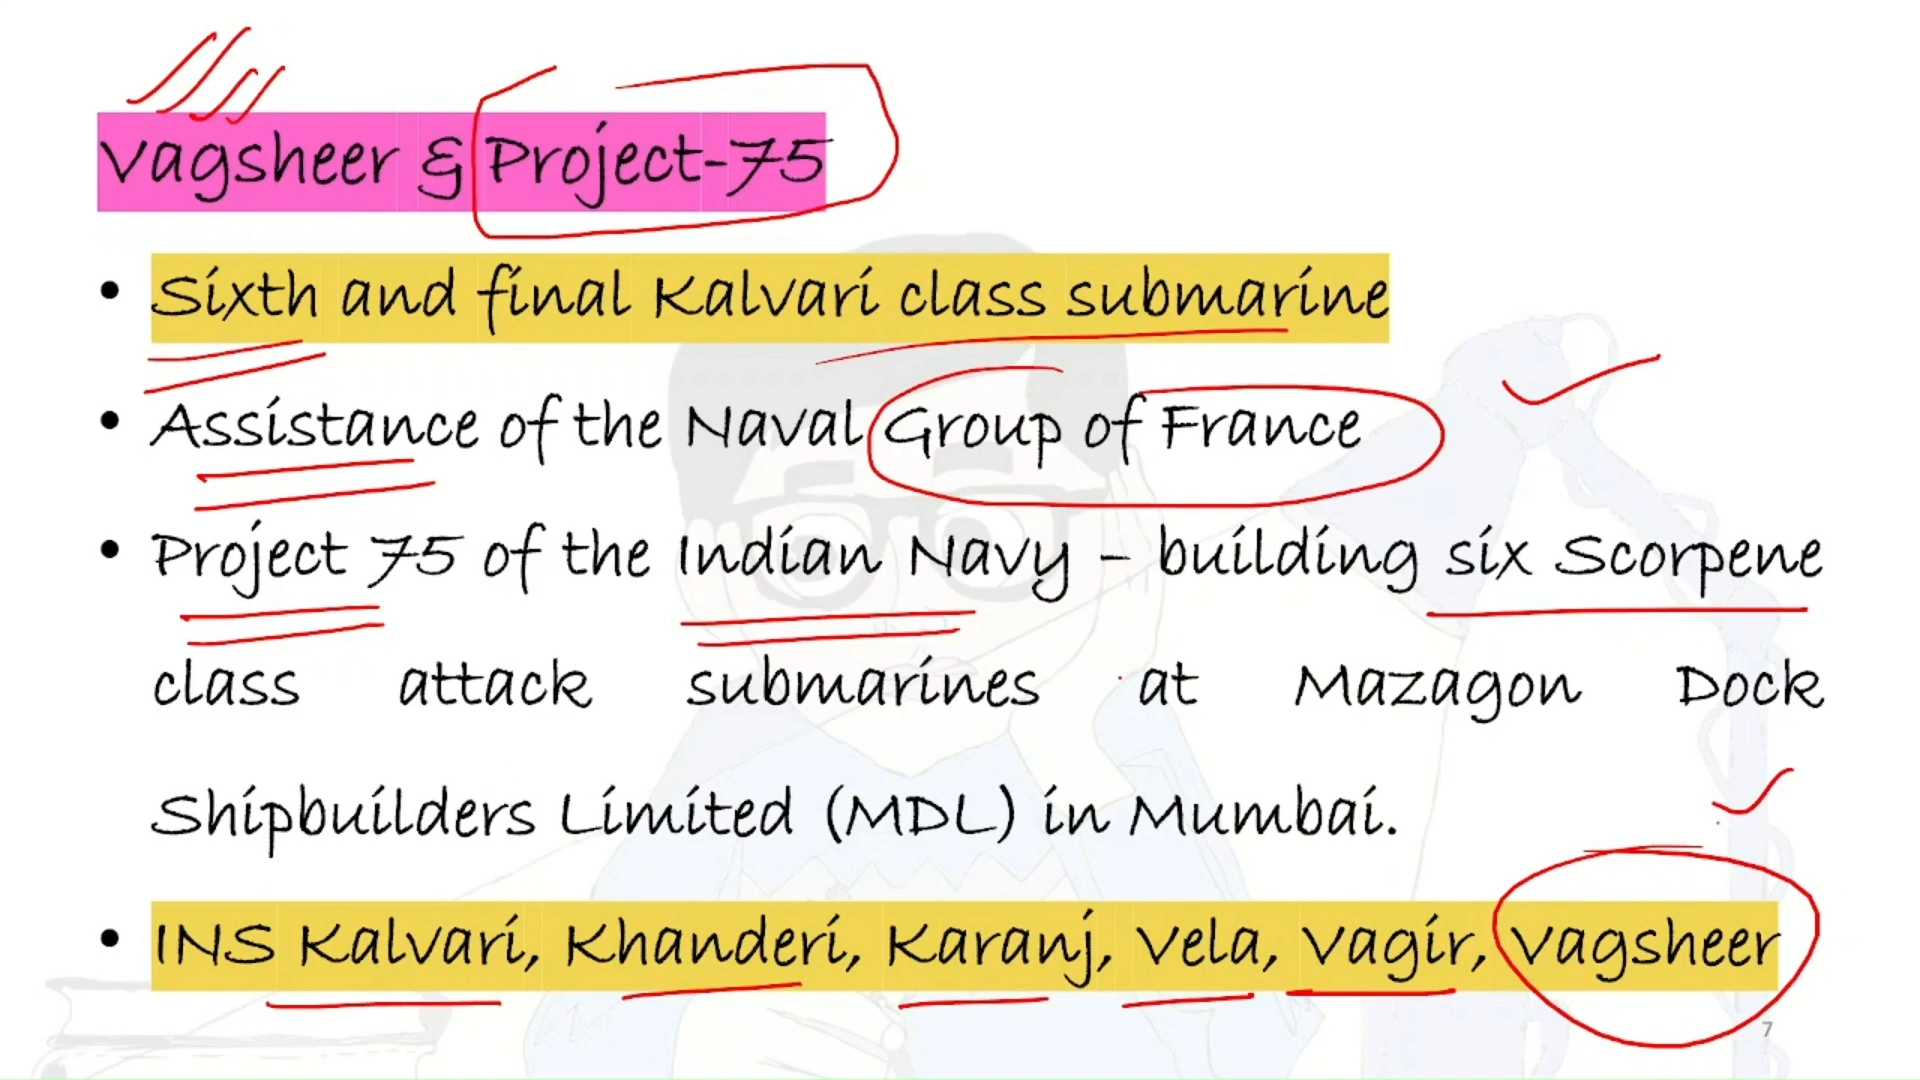 Vagsheer & Project-75
• Sixth and final Kalvari class submarine
• Assistance of the Naval Group of France
• Project 75 of the Indian Navy – building six Scorpene
class attack submarines at Mazagon Dock
Shipbuilders Limited (MDL) in Mumbai.
• INS Kalvari, Khanderi, Karanj, Vela, Vagir, Vagsheer
7